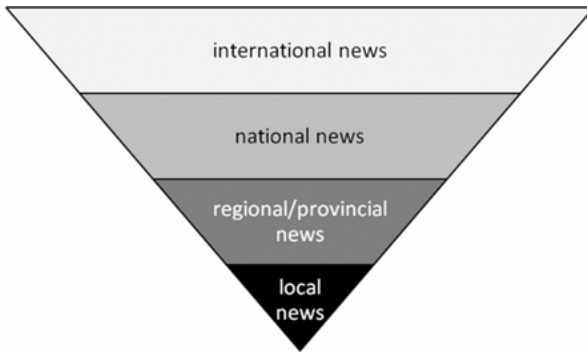 international news
national news
regional/provincial
news
local
news